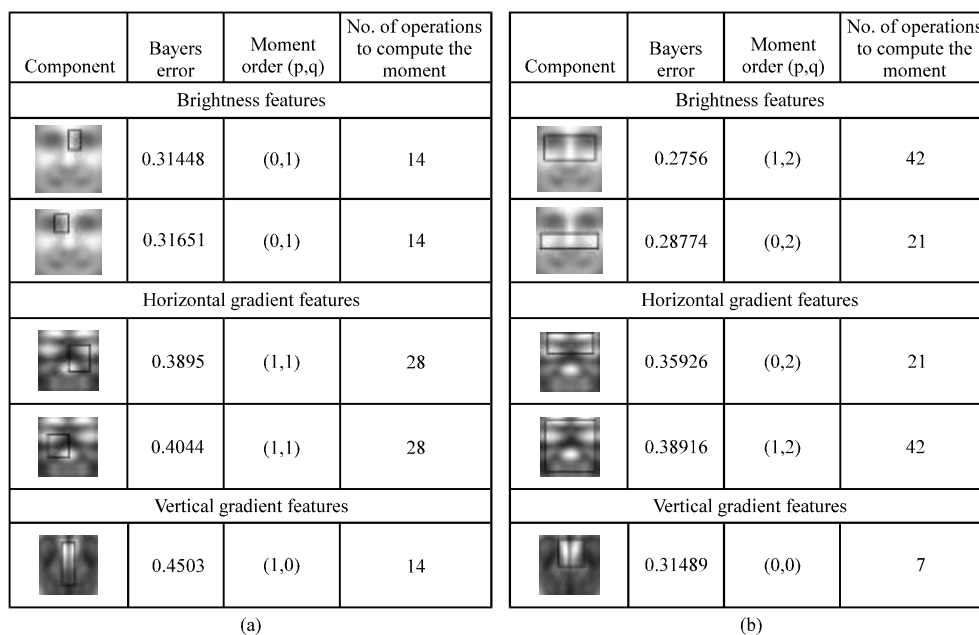 Component Bayers error Moment order (p,q) No. of operations to compute the moment
Brightness features
0.31448 (0,1) 14
0.31651 (0,1) 14
Horizontal gradient features
0.3895 (1,1) 28
0.4044 (1,1) 28
Vertical gradient features
0.4503 (1,0) 14
(a)
Component Bayers error Moment order (p,q) No. of operations to compute the moment
Brightness features
0.2756 (1,2) 42
0.28774 (0,2) 21
Horizontal gradient features
0.35926 (0,2) 21
0.38916 (1,2) 42
Vertical gradient features
0.31489 (0,0) 7
(b)